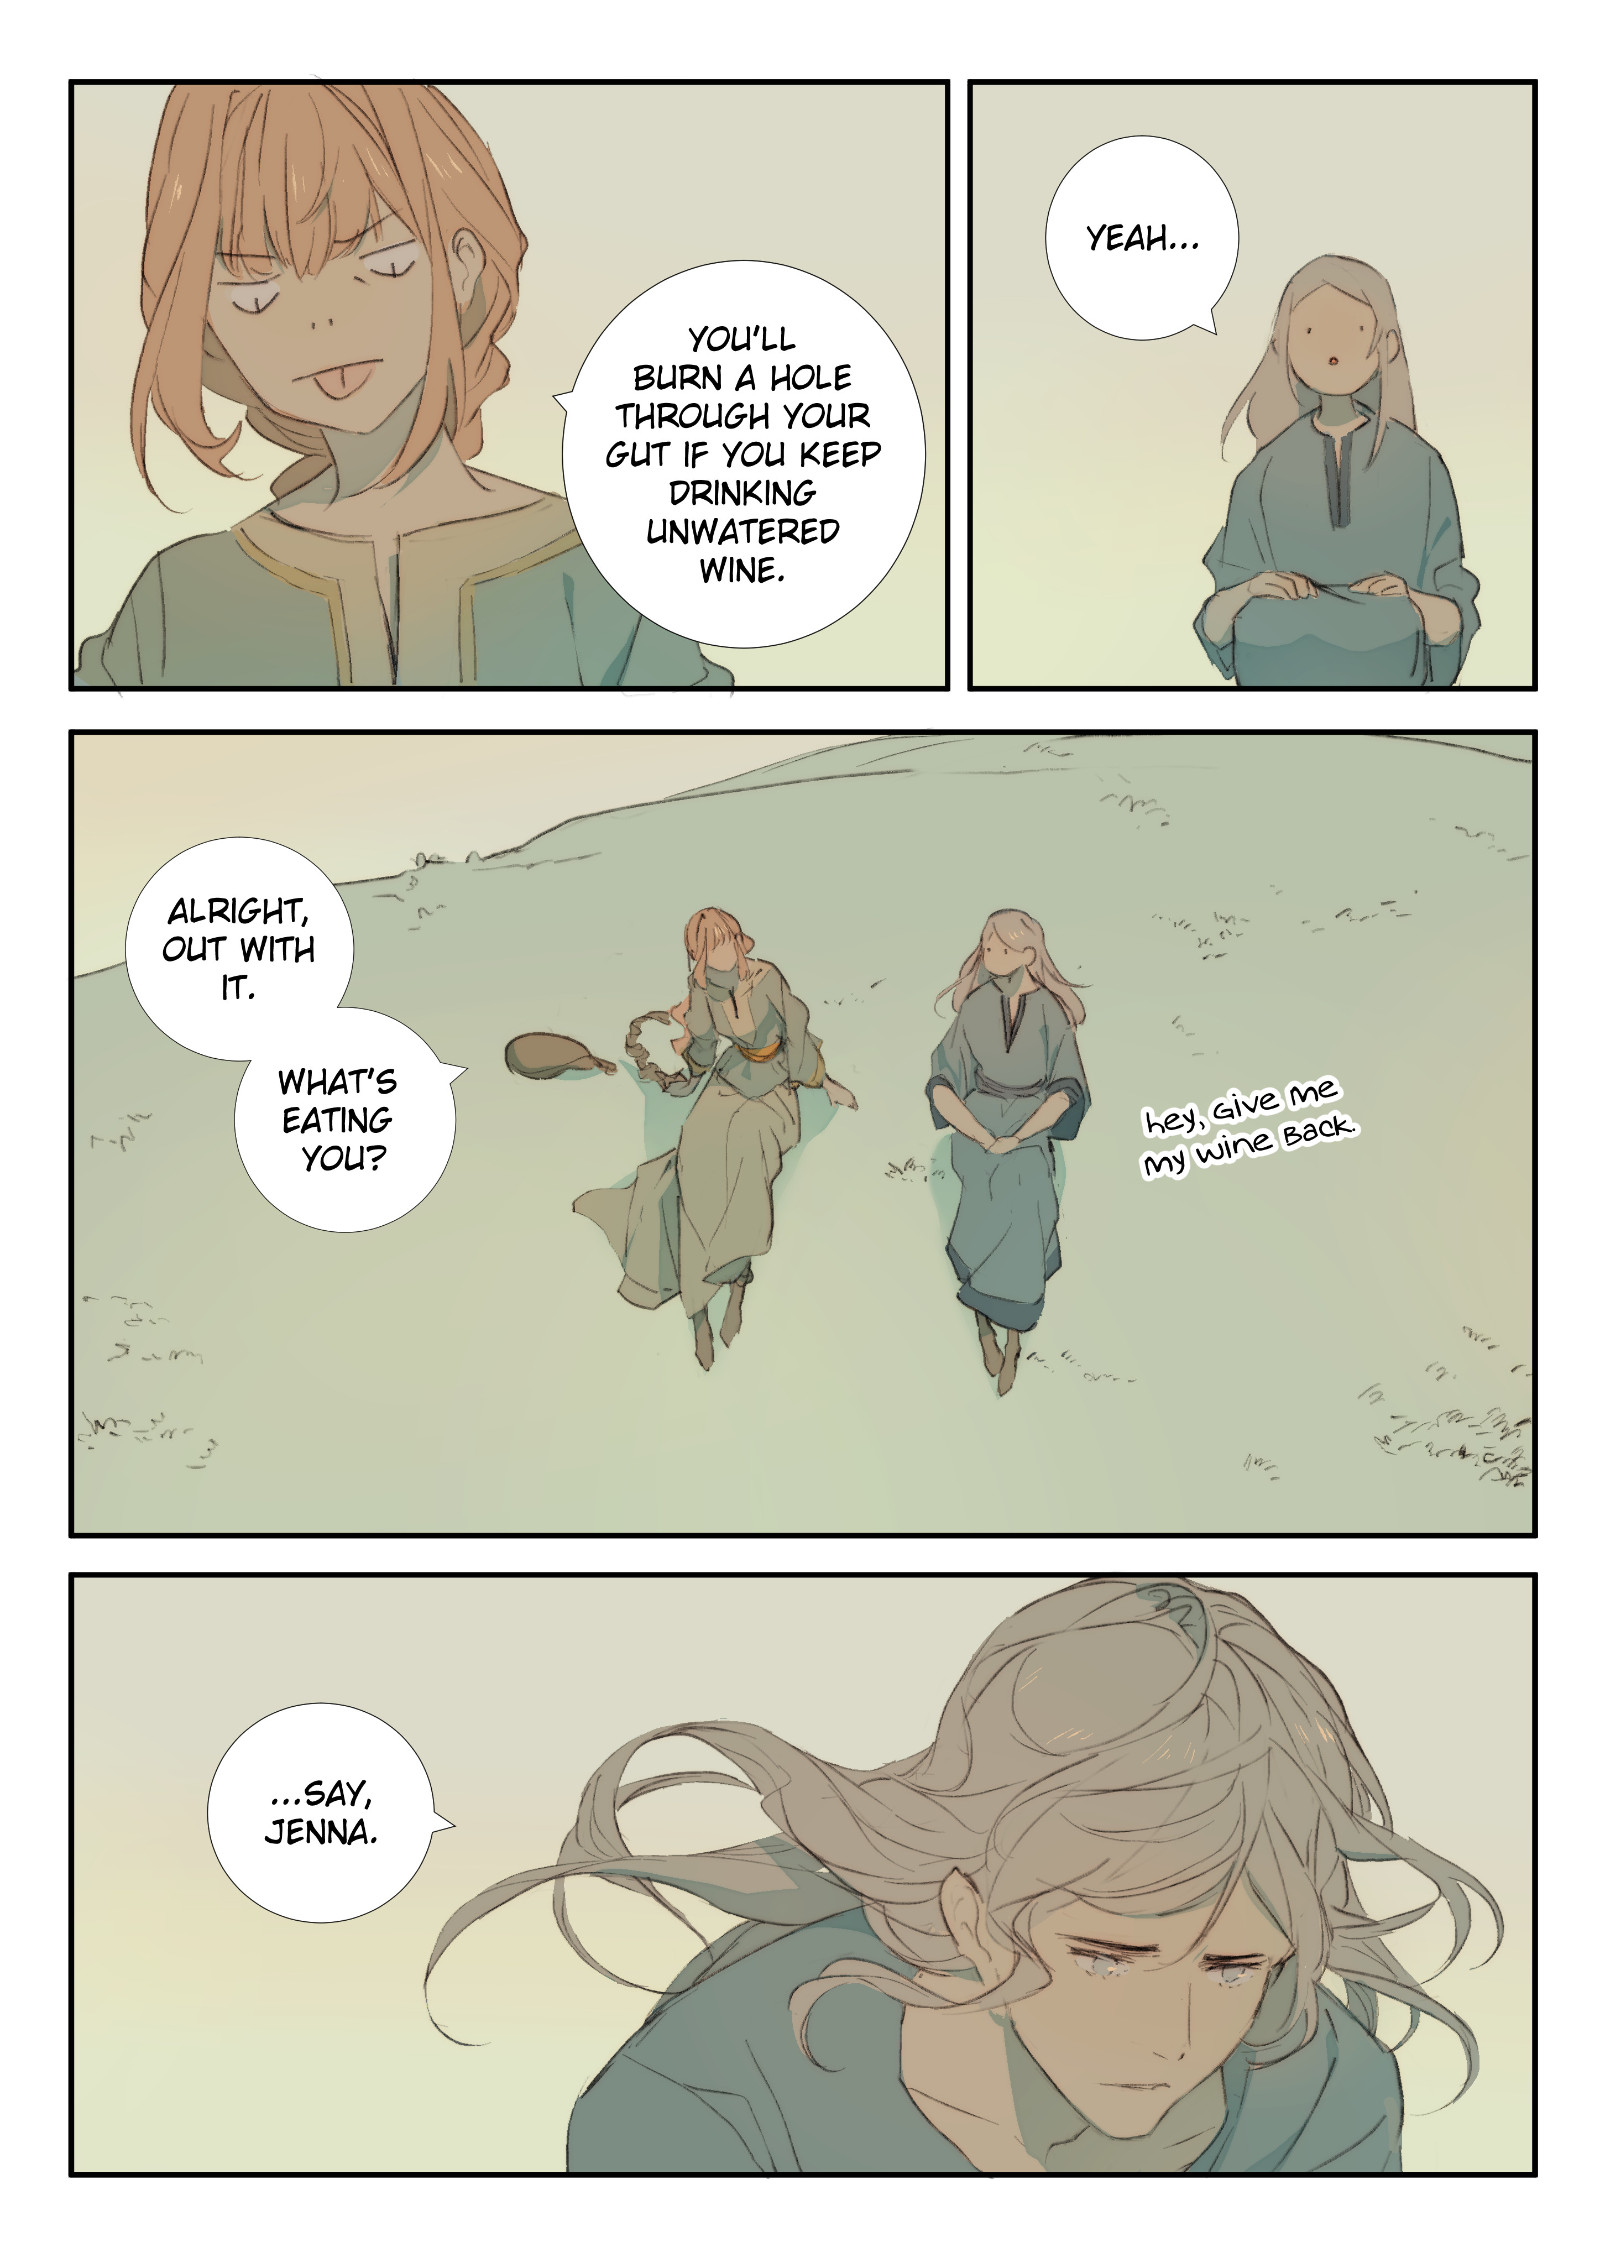 YOU'LL
BURN A HOLE
THROUGH YOUR
GUT IF YOU KEEP
DRINKING
UNWATERED
WINE.
YEAH...
ALRIGHT,
OUT WITH
IT.
WHAT'S
EATING
YOU?
hey, give me
my wine back.
...SAY,
JENNA.